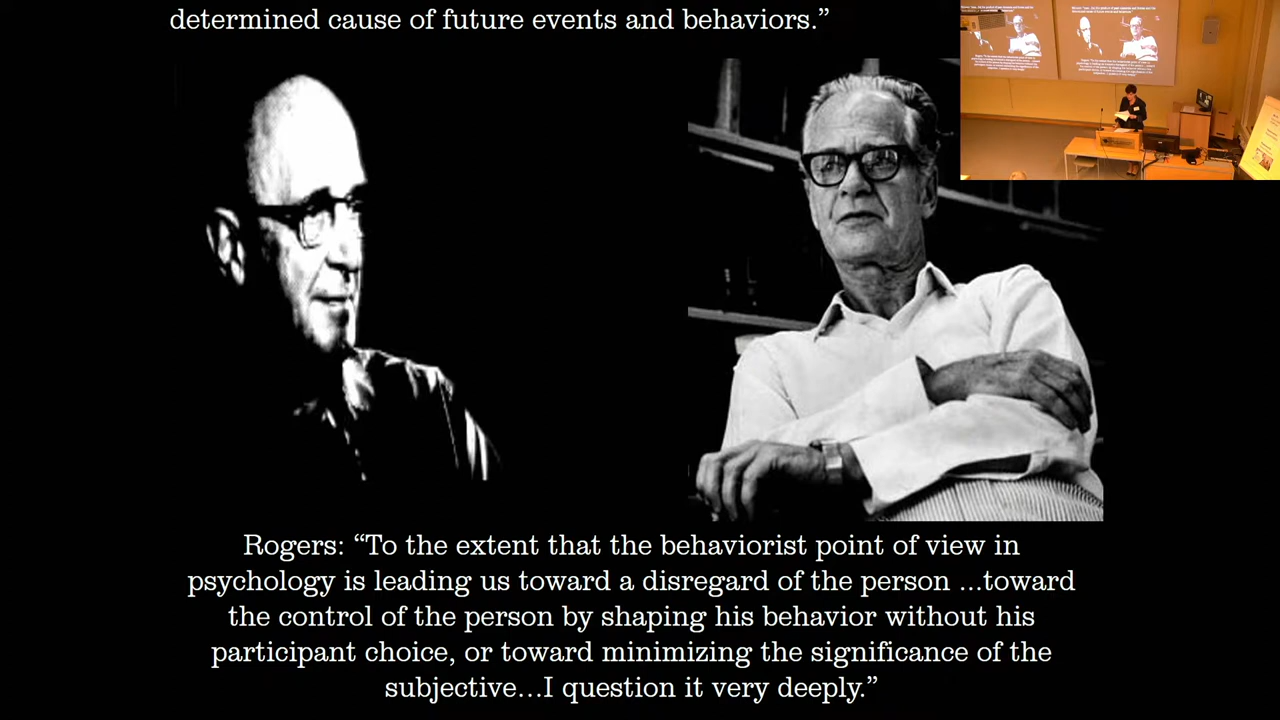 determined cause of future events and behaviors.”
Rogers: “To the extent that the behaviorist point of view in
psychology is leading us toward a disregard of the person ...toward
the control of the person by shaping his behavior without his
participant choice, or toward minimizing the significance of the
subjective...I question it very deeply.”